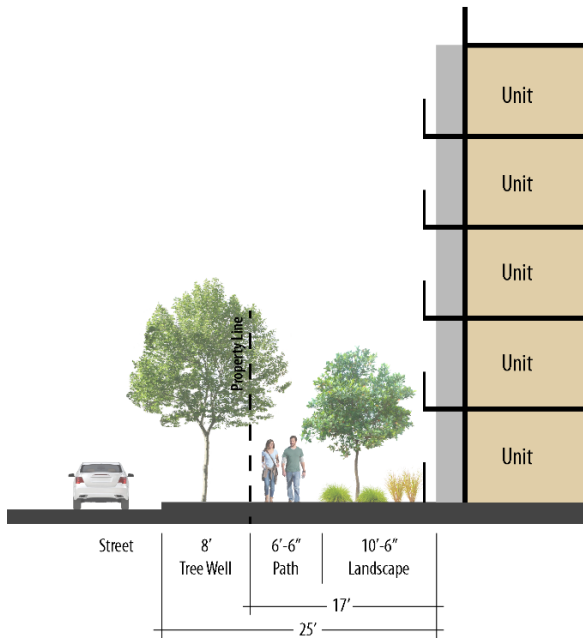 Unit
Unit
Unit
Unit
Unit
Property Line
Street
8'
Tree Well
6'-6”
Path
10'-6”
Landscape
17'
25'